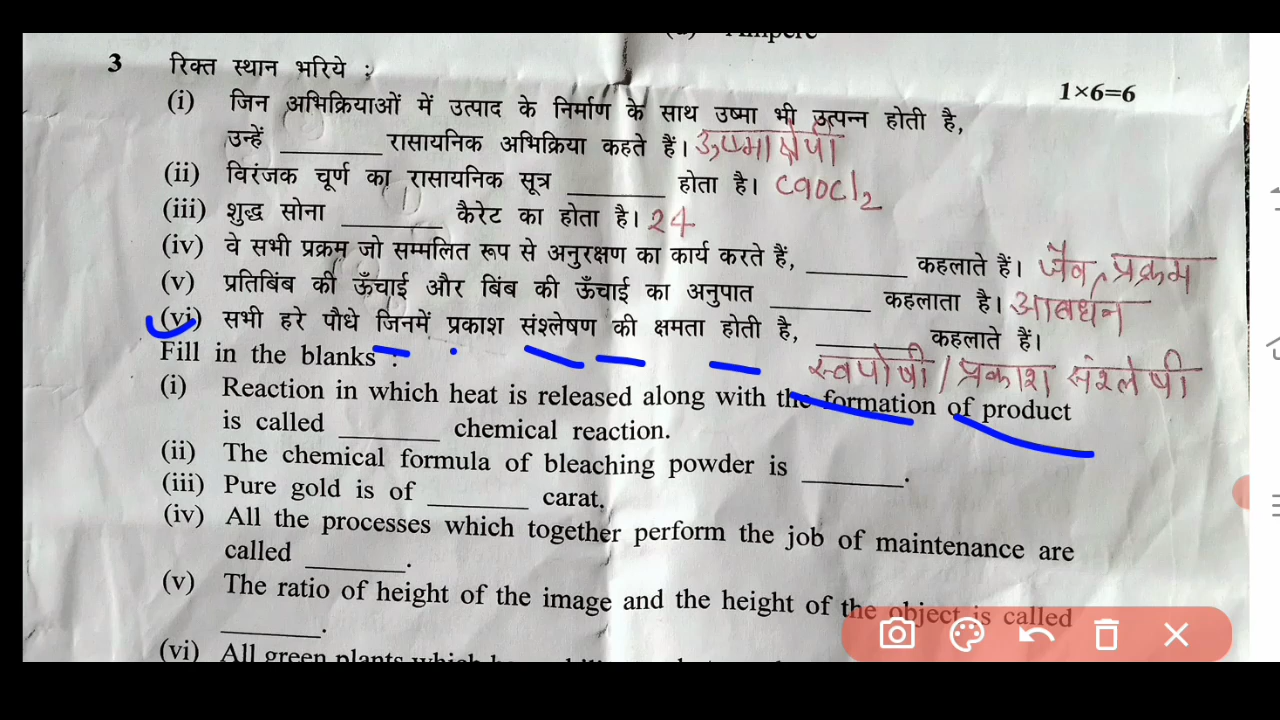 Ampere
3 रिक्त स्थान भरिये :
1×6=6
(i) जिन अभिक्रियाओं में उत्पाद के निर्माण के साथ उष्मा भी उत्पन्न होती है,
उन्हें ________ रासायनिक अभिक्रिया कहते हैं। ऊष्माक्षेपी
(ii) विरंजक चूर्ण का रासायनिक सूत्र ________ होता है। CaOCl2
(iii) शुद्ध सोना ________ कैरेट का होता है। 24
(iv) वे सभी प्रक्रम जो सम्मलित रूप से अनुरक्षण का कार्य करते हैं, ________ कहलाते हैं। जैव प्रक्रम
(v) प्रतिबिंब की ऊँचाई और बिंब की ऊँचाई का अनुपात ________ कहलाता है। आबधन
(vi) सभी हरे पौधे जिनमें प्रकाश संश्लेषण की क्षमता होती है, ________ कहलाते हैं।
स्वपोषी / प्रकाश संश्लेषी
Fill in the blanks :
(i) Reaction in which heat is released along with the formation of product
is called ________ chemical reaction.
(ii) The chemical formula of bleaching powder is ________.
(iii) Pure gold is of ________ carat.
(iv) All the processes which together perform the job of maintenance are
called ________.
(v) The ratio of height of the image and the height of the object is called
________.
(vi) All green plants which